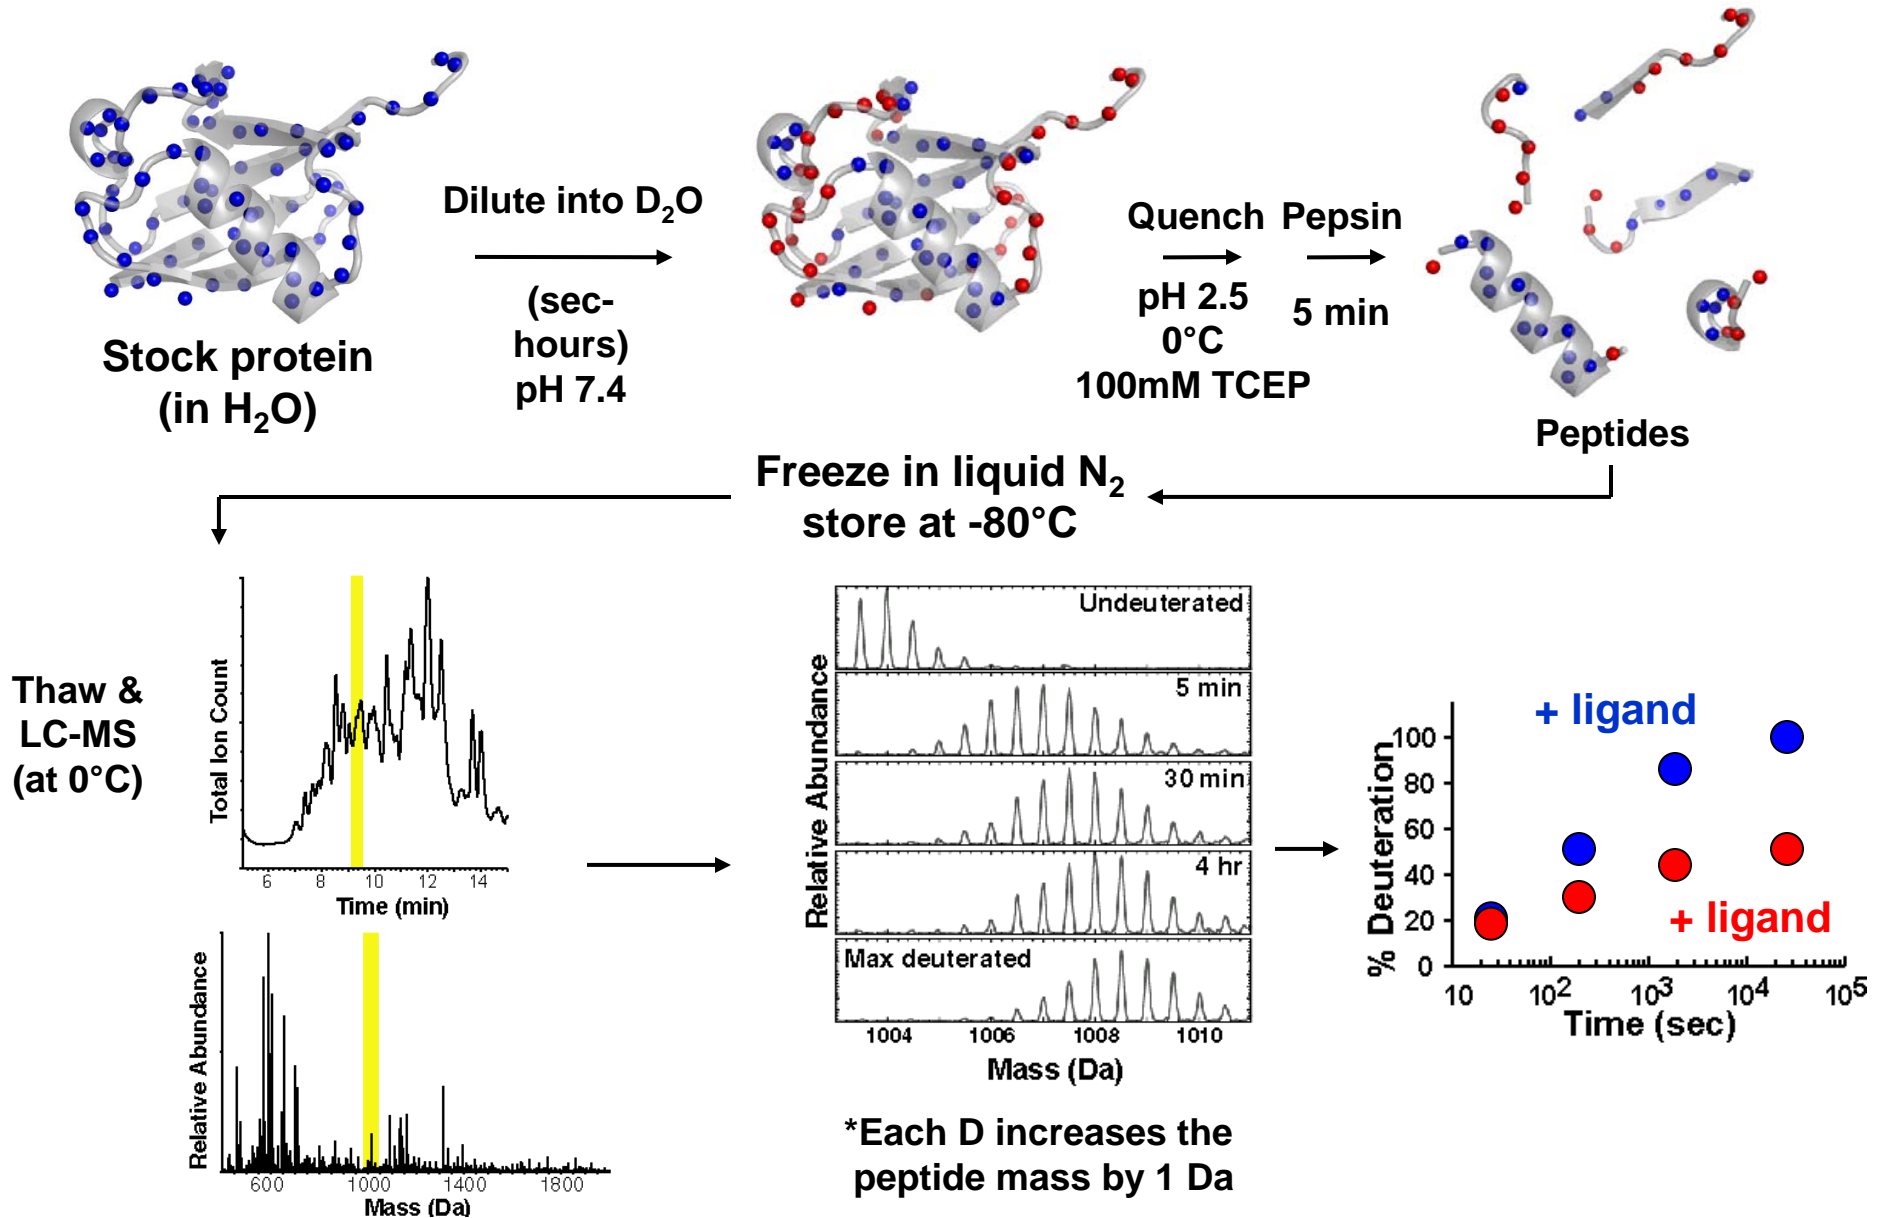 Stock protein
(in H₂O)
Dilute into D₂O
(sec-
hours)
pH 7.4
Quench
pH 2.5
0°C
100mM TCEP
Pepsin
5 min
Peptides
Freeze in liquid N₂
store at -80°C
Thaw &
LC-MS
(at 0°C)
Total Ion Count
6 8 10 12 14
Time (min)
Relative Abundance
600 1000 1400 1800
Mass (Da)
Relative Abundance
Undeuterated
5 min
30 min
4 hr
Max deuterated
1004 1006 1008 1010
Mass (Da)
*Each D increases the
peptide mass by 1 Da
% Deuteration
100
80
60
40
20
0
+ ligand
+ ligand
10 10² 10³ 10⁴ 10⁵
Time (sec)